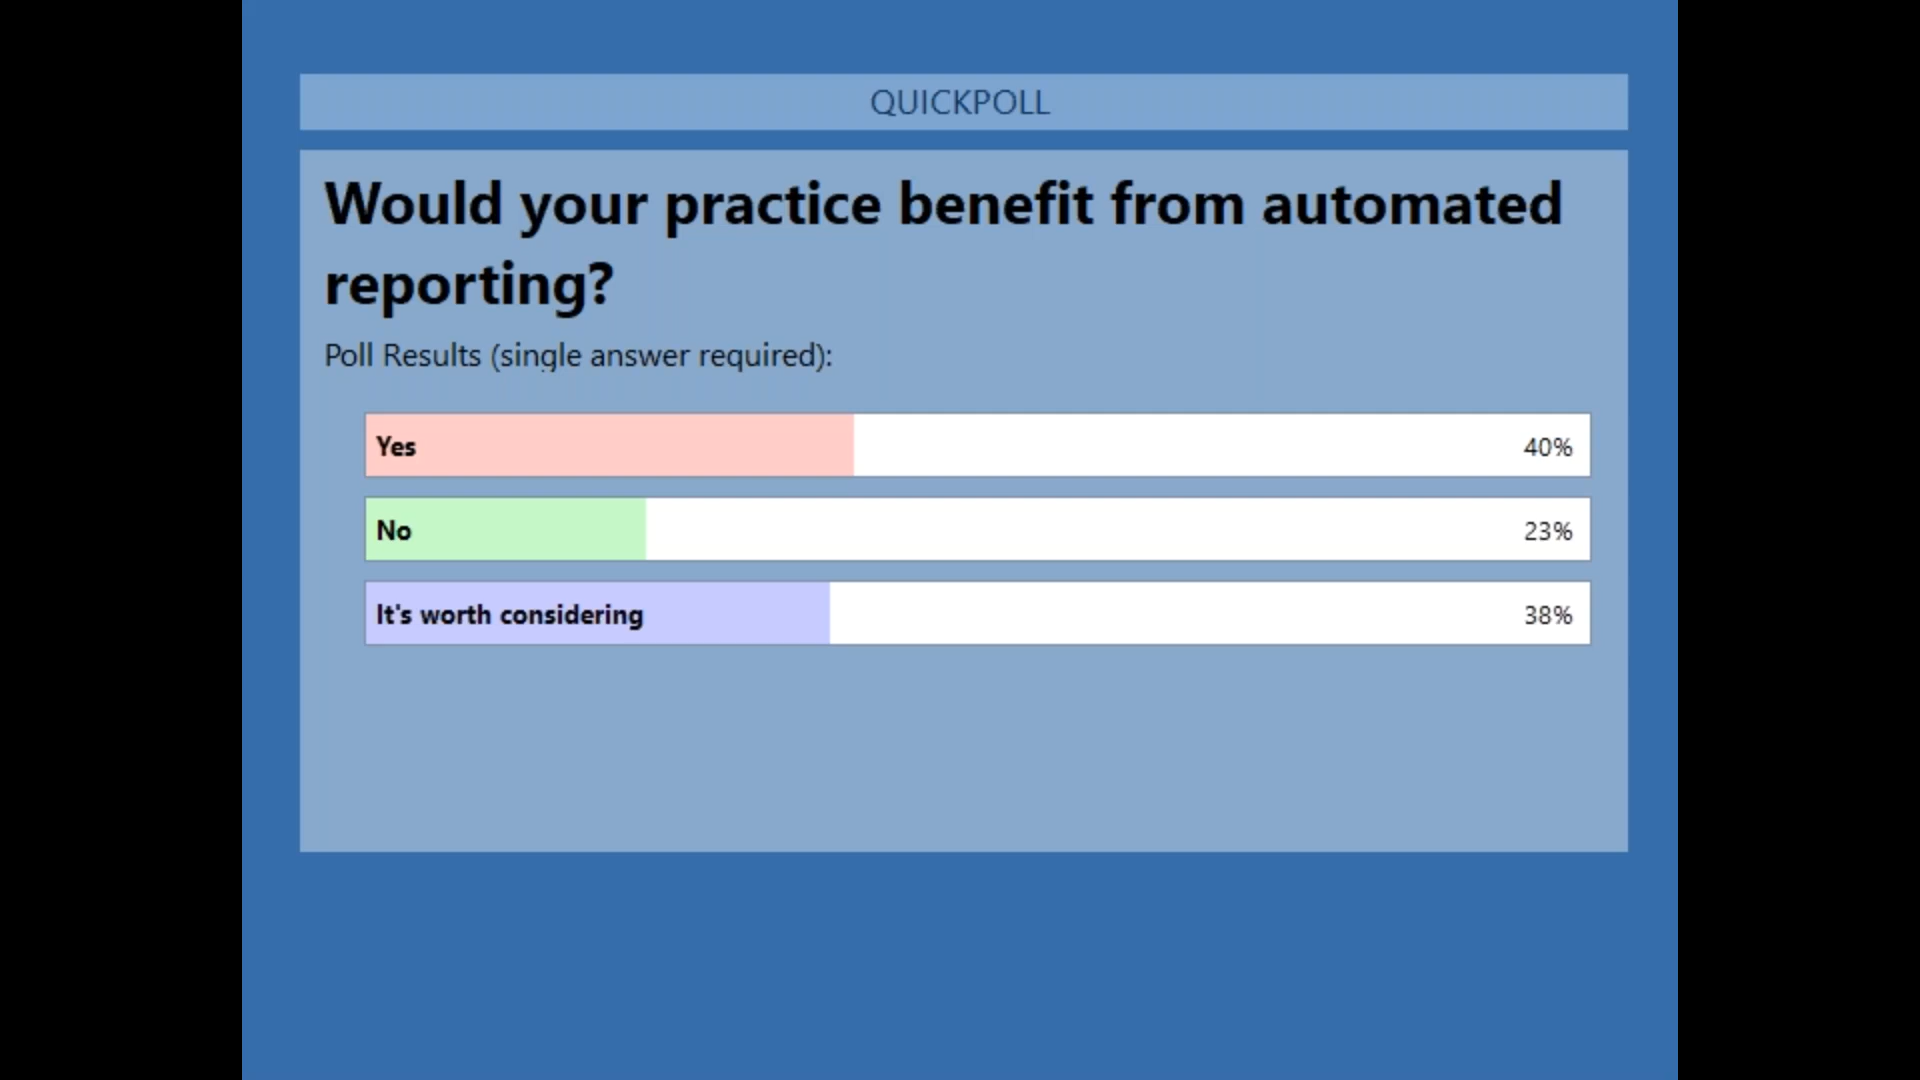 QUICKPOLL
Would your practice benefit from automated
reporting?
Poll Results (single answer required):
Yes 40%
No 23%
It's worth considering 38%